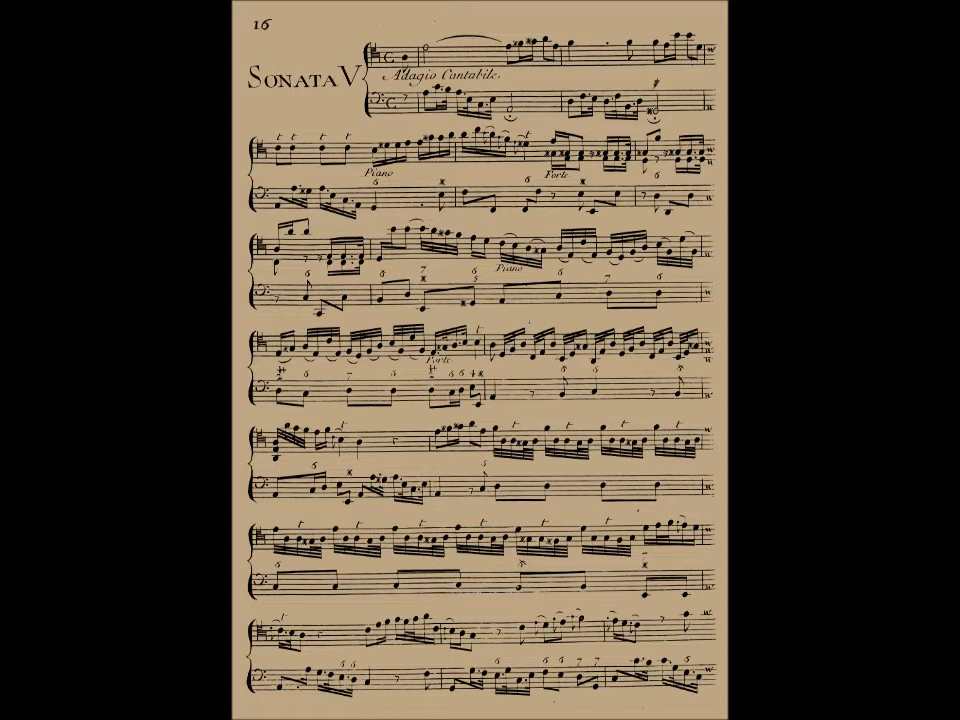 16
SONATA V
Adagio Cantabile.
t t t t
t
Piano
Forte.
Piano
t
Forte.
t
t t t t
t t t t t t
t